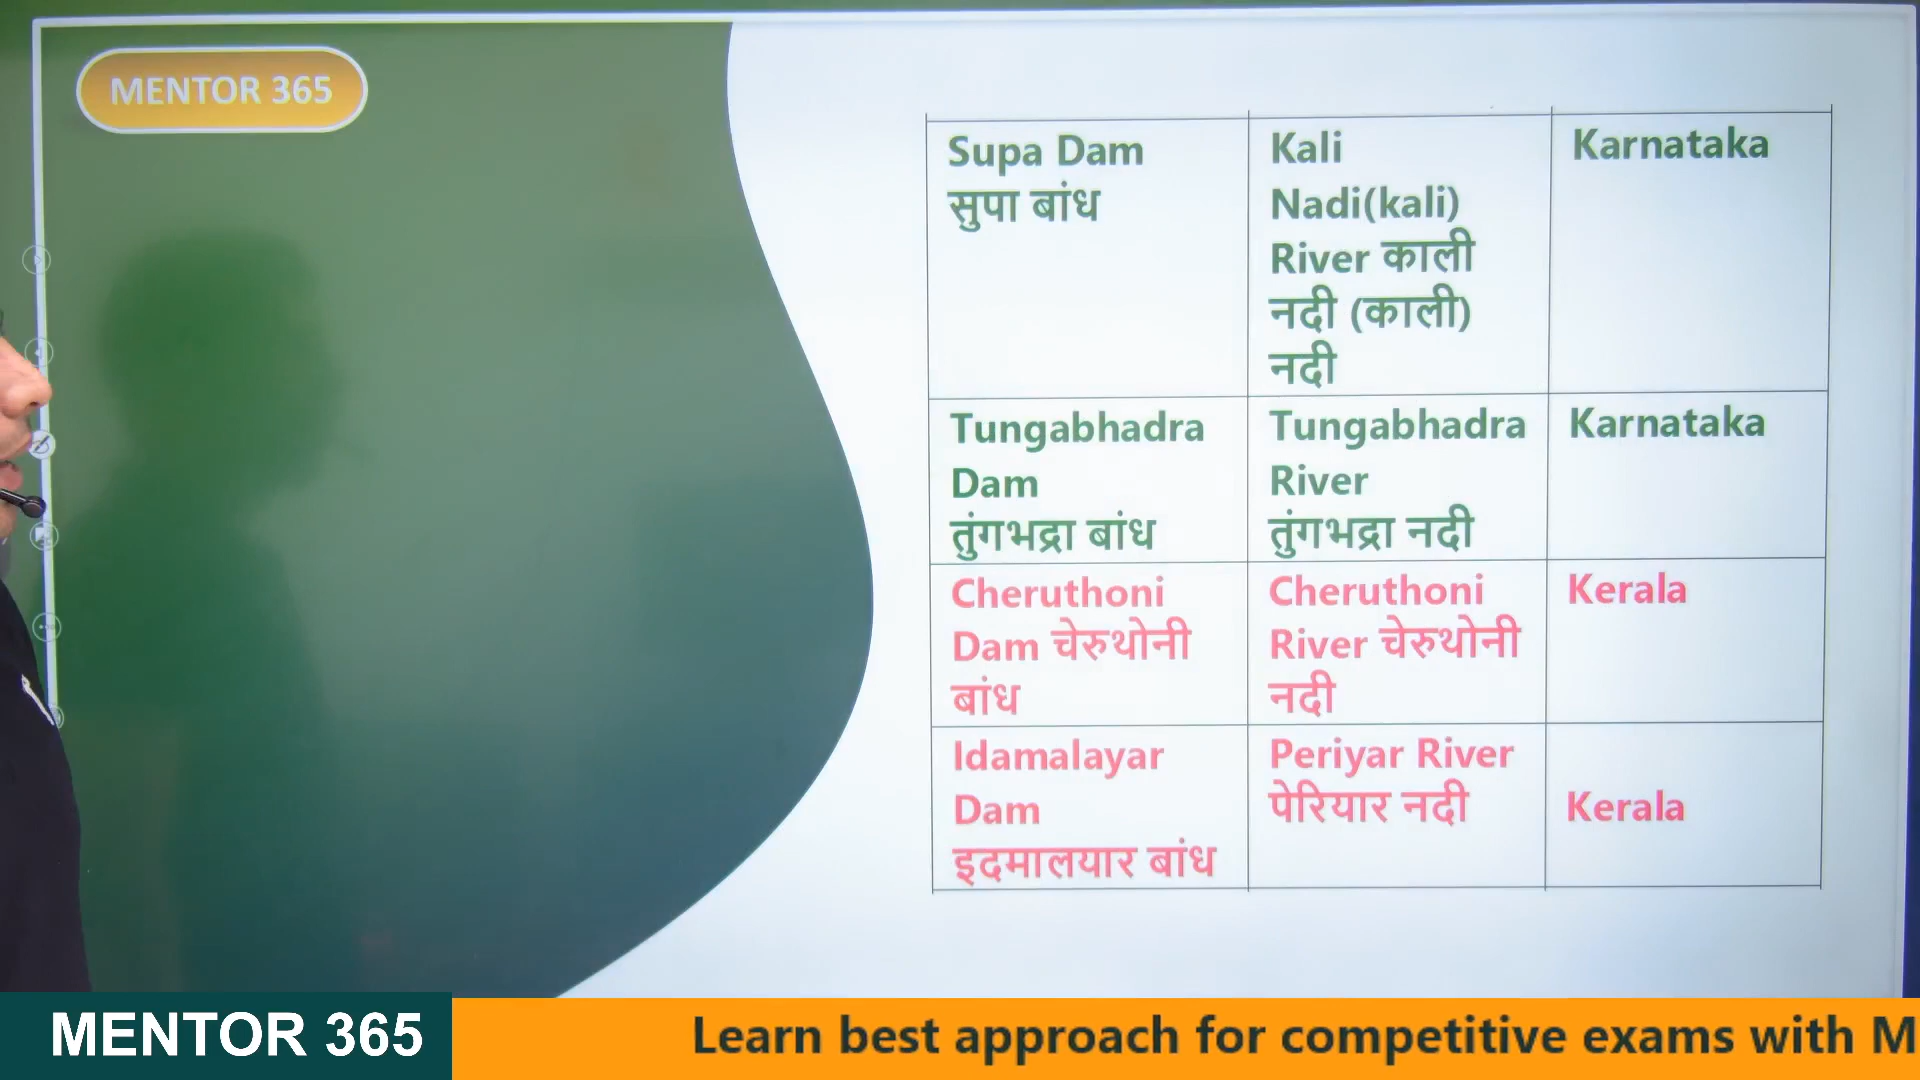 MENTOR 365
Supa Dam
सुपा बांध
Kali
Nadi(kali)
River काली
नदी (काली)
नदी
Karnataka
Tungabhadra
Dam
तुंगभद्रा बांध
Tungabhadra
River
तुंगभद्रा नदी
Karnataka
Cheruthoni
Dam चेरुथोनी
बांध
Cheruthoni
River चेरुथोनी
नदी
Kerala
Idamalayar
Dam
इदमालयार बांध
Periyar River
पेरियार नदी
Kerala
MENTOR 365
Learn best approach for competitive exams with M